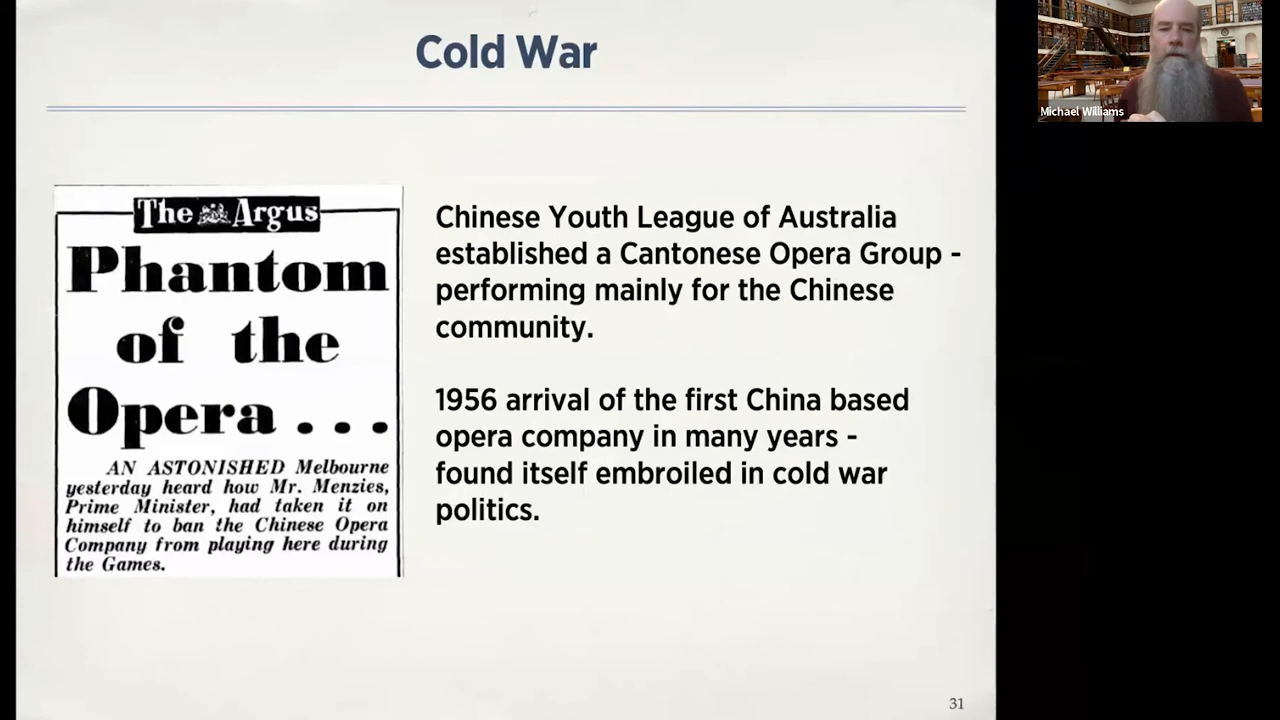 Cold War
The Argus
Phantom
of the
Opera . . .
AN ASTONISHED Melbourne
yesterday heard how Mr. Menzies,
Prime Minister, had taken it on
himself to ban the Chinese Opera
Company from playing here during
the Games.
Chinese Youth League of Australia
established a Cantonese Opera Group -
performing mainly for the Chinese
community.
1956 arrival of the first China based
opera company in many years -
found itself embroiled in cold war
politics.
31
Michael Williams